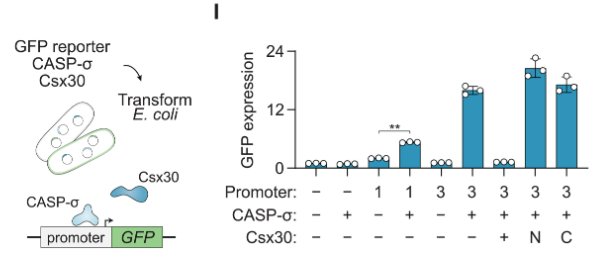 I
GFP reporter
CASP-σ
Csx30
Transform
E. coli
Csx30
CASP-σ
promoter GFP
GFP expression
24
12
0
**
Promoter: – – 1 1 3 3 3 3 3
CASP-σ: – + – + – + + + +
Csx30: – – – – – – + N C